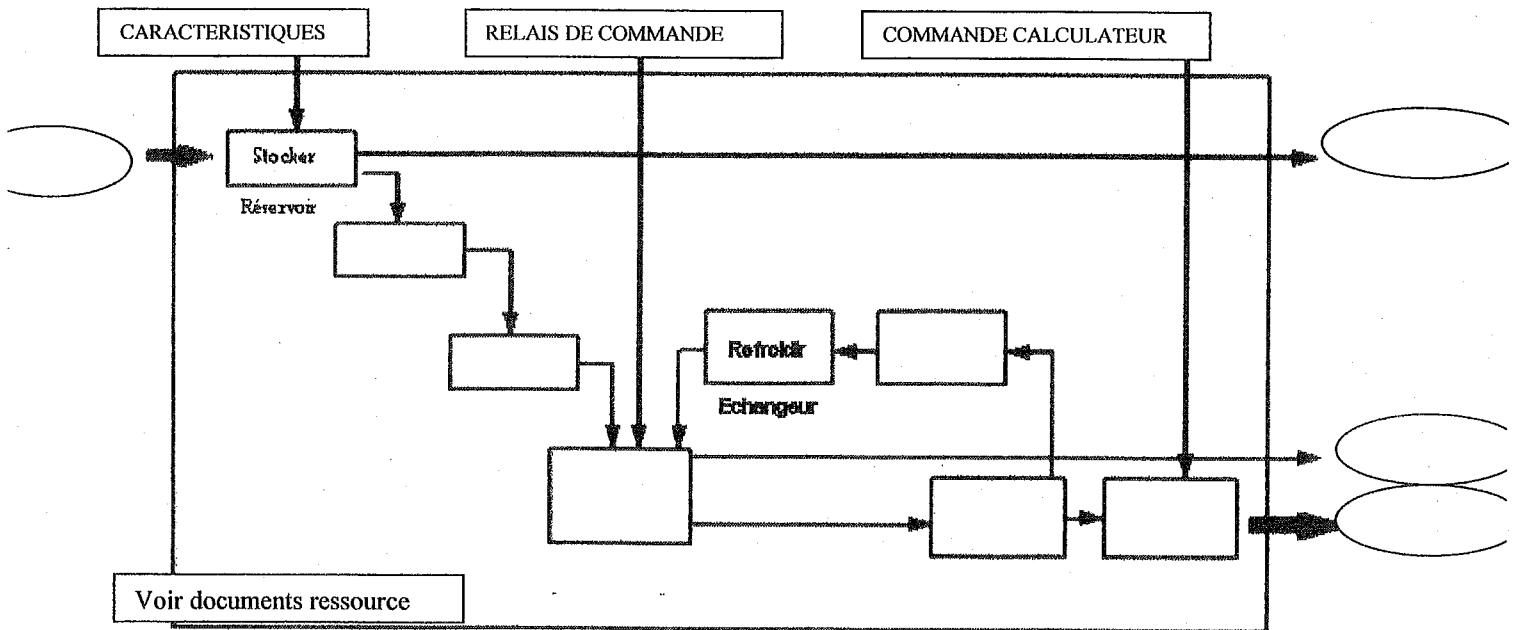 CARACTERISTIQUES
RELAIS DE COMMANDE
COMMANDE CALCULATEUR
Stocker
Réservoir
Refroidir
Echangeur
Voir documents ressource